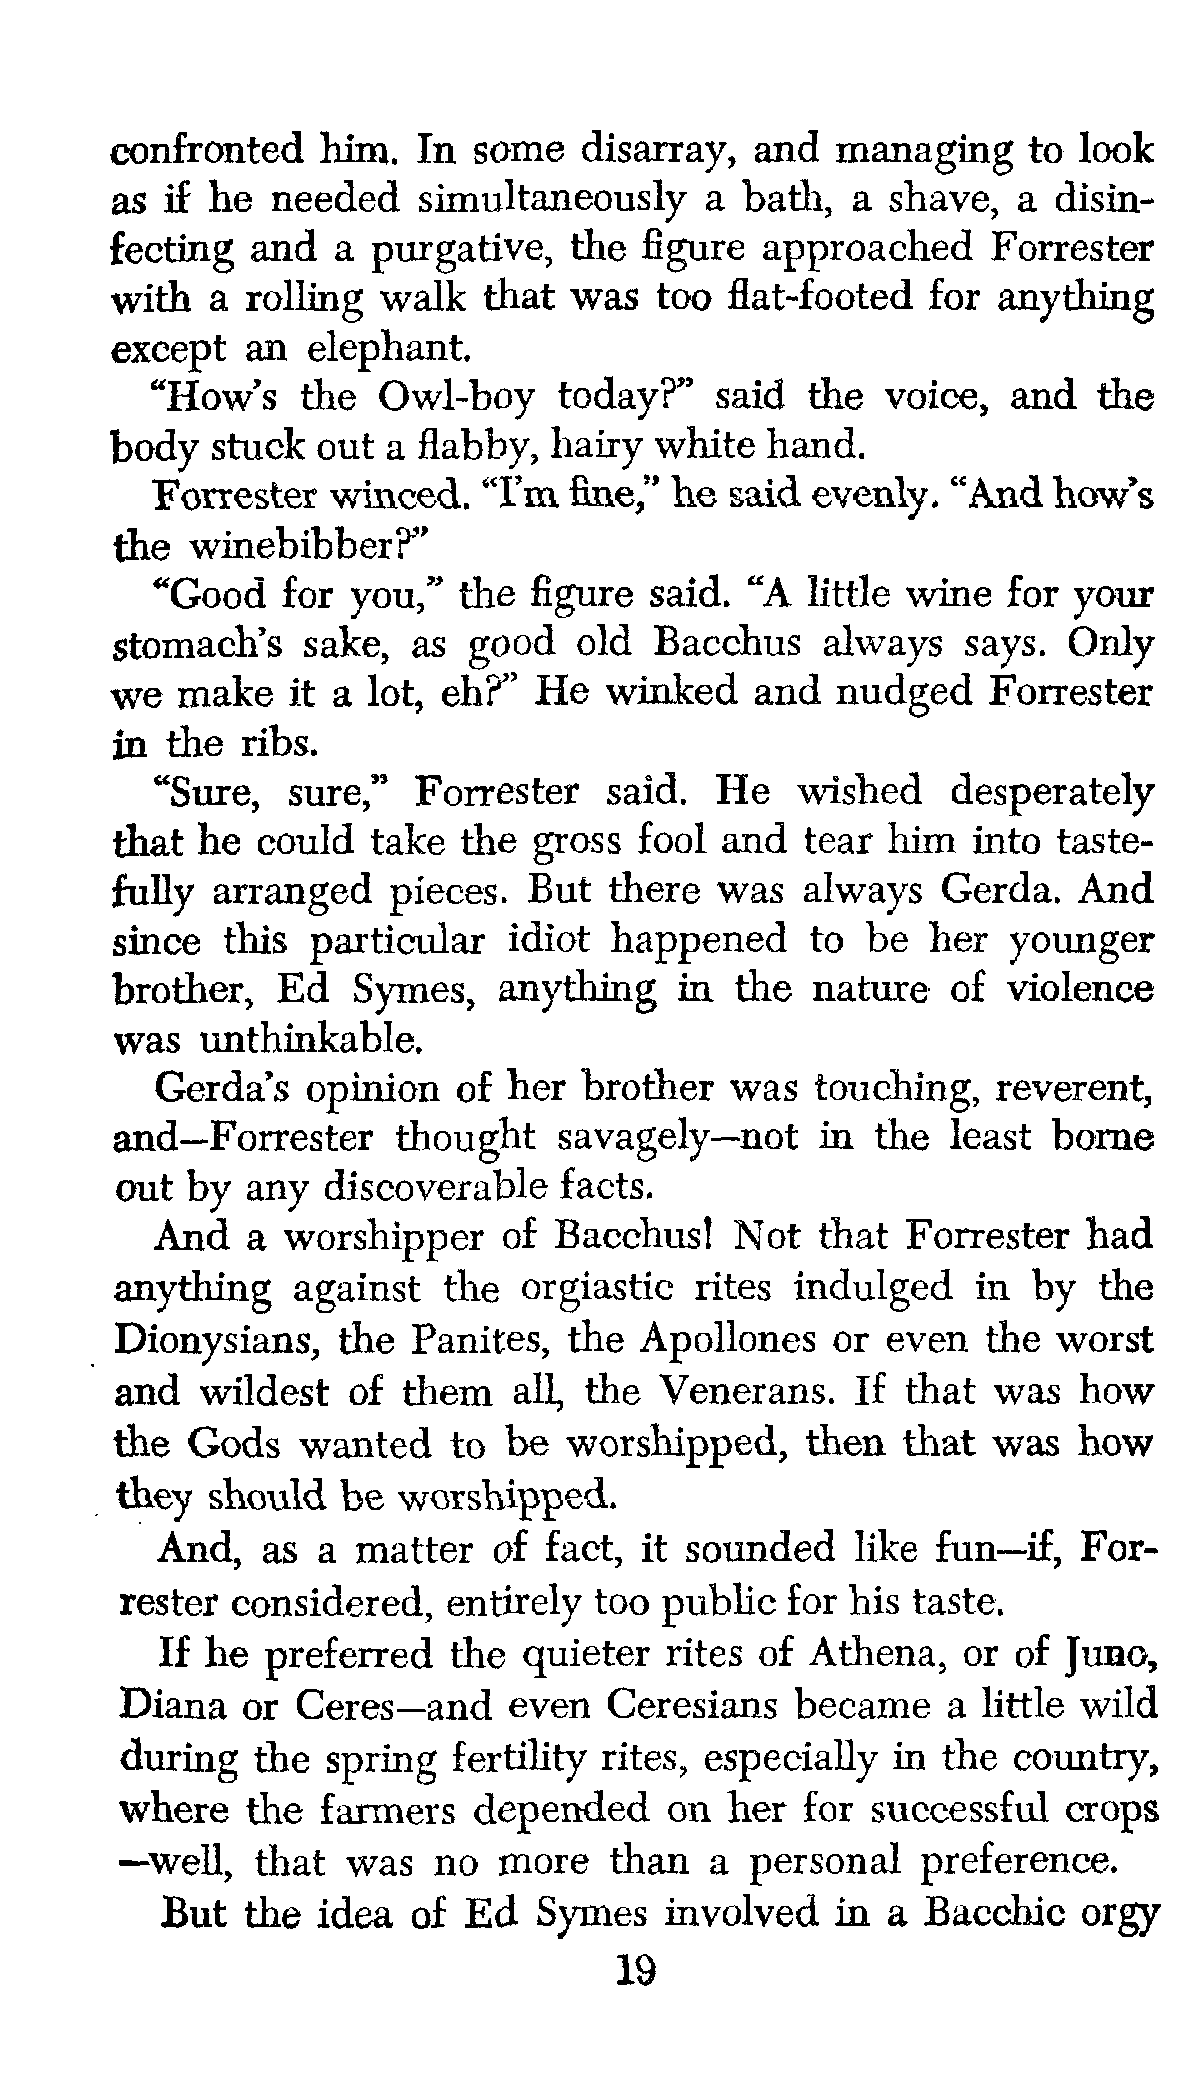 confronted him. In some disarray, and managing to look
as if he needed simultaneously a bath, a shave, a disin-
fecting and a purgative, the figure approached Forrester
with a rolling walk that was too flat-footed for anything
except an elephant.
"How's the Owl-boy today?" said the voice, and the
body stuck out a flabby, hairy white hand.
Forrester winced. "I'm fine," he said evenly. "And how's
the winebibber?"
"Good for you," the figure said. "A little wine for your
stomach's sake, as good old Bacchus always says. Only
we make it a lot, eh?" He winked and nudged Forrester
in the ribs.
"Sure, sure," Forrester said. He wished desperately
that he could take the gross fool and tear him into taste-
fully arranged pieces. But there was always Gerda. And
since this particular idiot happened to be her younger
brother, Ed Symes, anything in the nature of violence
was unthinkable.
Gerda's opinion of her brother was touching, reverent,
and—Forrester thought savagely—not in the least borne
out by any discoverable facts.
And a worshipper of Bacchus! Not that Forrester had
anything against the orgiastic rites indulged in by the
Dionysians, the Panites, the Apollones or even the worst
and wildest of them all, the Venerans. If that was how
the Gods wanted to be worshipped, then that was how
they should be worshipped.
And, as a matter of fact, it sounded like fun—if, For-
rester considered, entirely too public for his taste.
If he preferred the quieter rites of Athena, or of Juno,
Diana or Ceres—and even Ceresians became a little wild
during the spring fertility rites, especially in the country,
where the farmers depended on her for successful crops
—well, that was no more than a personal preference.
But the idea of Ed Symes involved in a Bacchic orgy
19